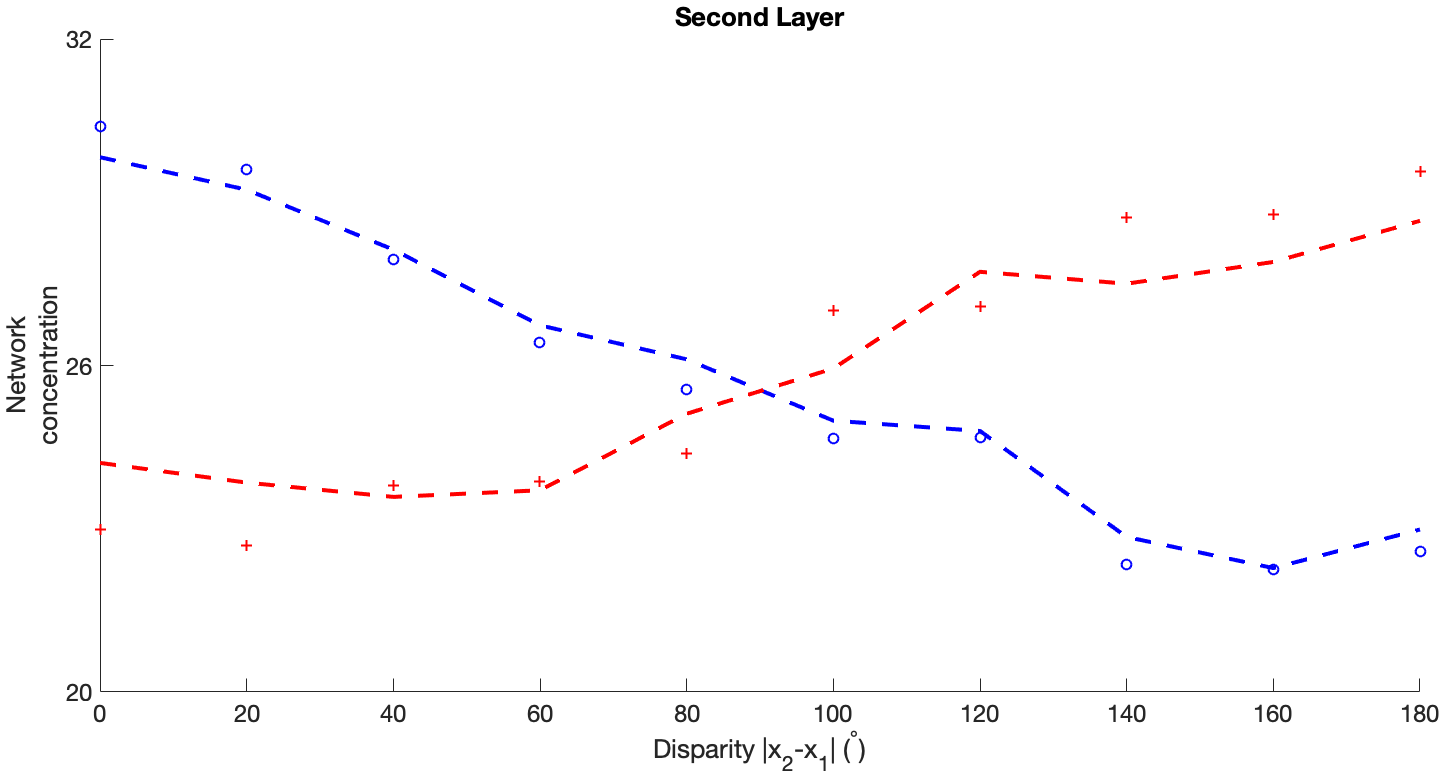 Second Layer
32
26
20
Network
concentration
0 20 40 60 80 100 120 140 160 180
Disparity |x₂-x₁| (°)